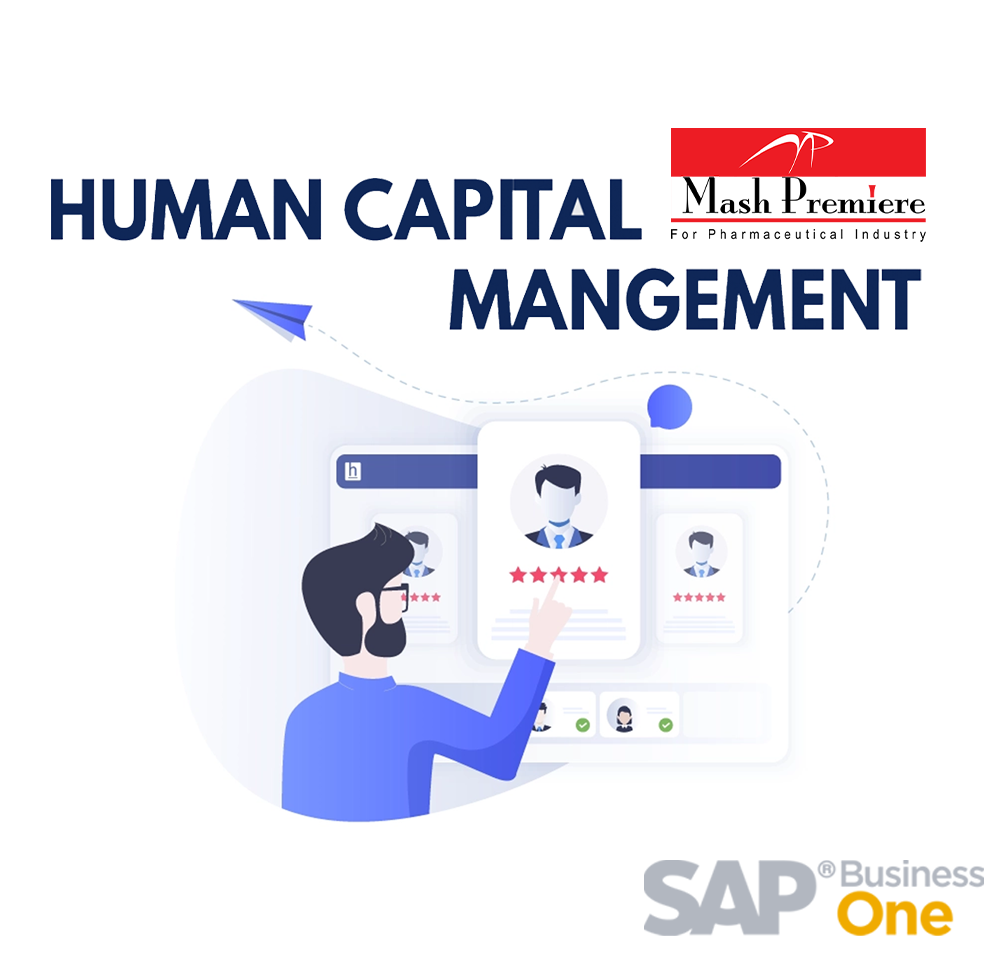 HUMAN CAPITAL
Mash Premiere
For Pharmaceutical Industry
MANGEMENT
h
SAP® Business
One